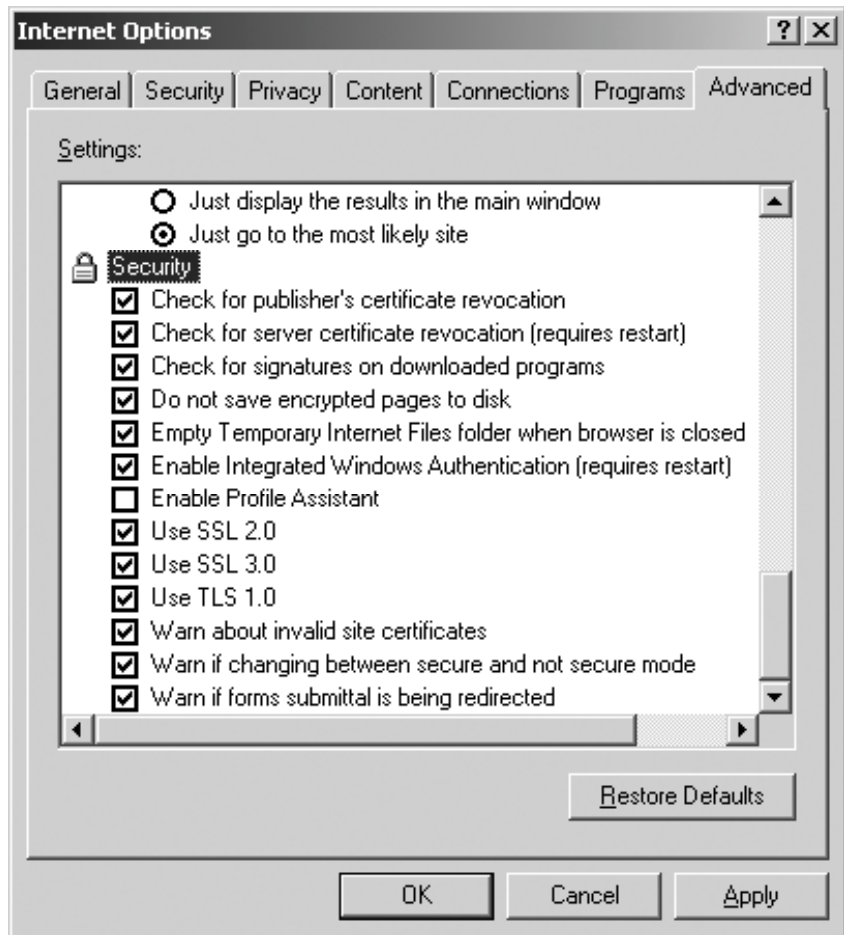 Internet Options
General Security Privacy Content Connections Programs Advanced
Settings:
Just display the results in the main window
Just go to the most likely site
Security
Check for publisher's certificate revocation
Check for server certificate revocation (requires restart)
Check for signatures on downloaded programs
Do not save encrypted pages to disk
Empty Temporary Internet Files folder when browser is closed
Enable Integrated Windows Authentication (requires restart)
Enable Profile Assistant
Use SSL 2.0
Use SSL 3.0
Use TLS 1.0
Warn about invalid site certificates
Warn if changing between secure and not secure mode
Warn if forms submittal is being redirected
Restore Defaults
OK Cancel Apply